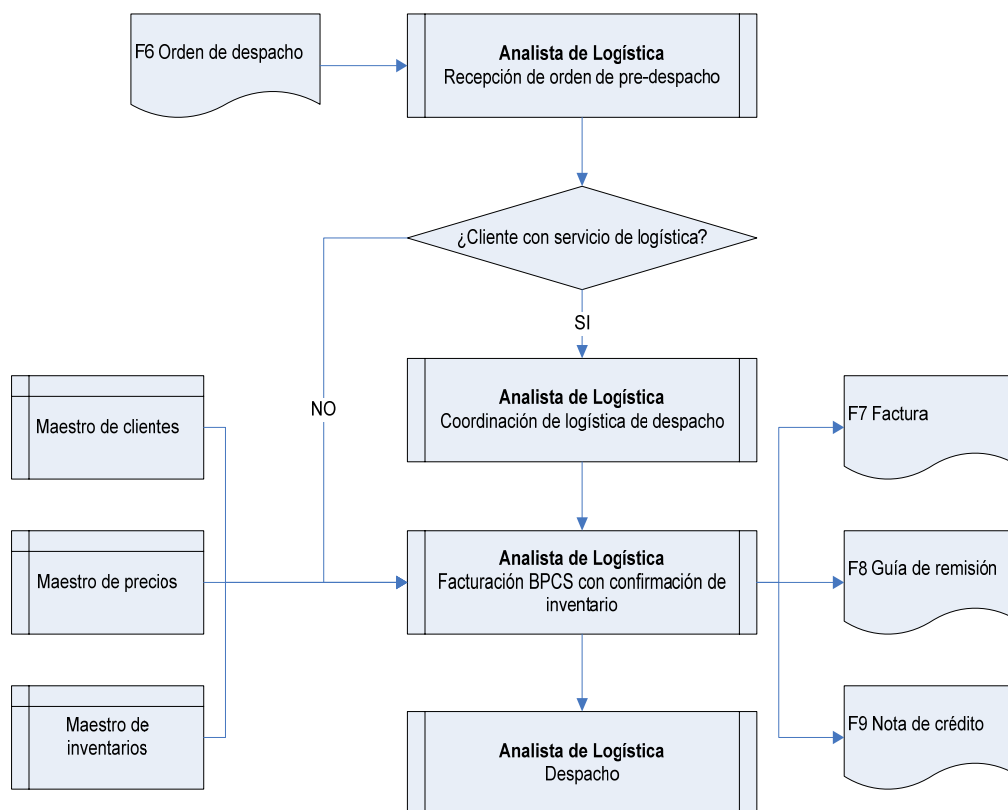 F6 Orden de despacho
Analista de Logística
Recepción de orden de pre-despacho
¿Cliente con servicio de logística?
SI
NO
Maestro de clientes
Analista de Logística
Coordinación de logística de despacho
F7 Factura
Maestro de precios
Analista de Logística
Facturación BPCS con confirmación de
inventario
F8 Guía de remisión
Maestro de
inventarios
Analista de Logística
Despacho
F9 Nota de crédito